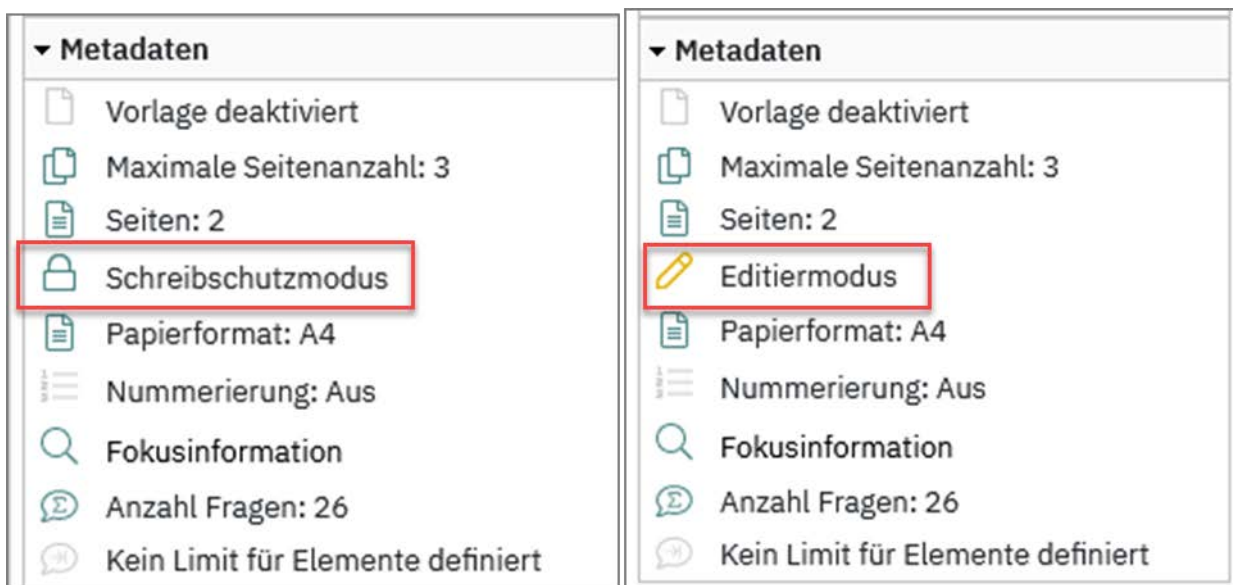 Metadaten
Vorlage deaktiviert
Maximale Seitenanzahl: 3
Seiten: 2
Schreibschutzmodus
Papierformat: A4
Nummerierung: Aus
Fokusinformation
Anzahl Fragen: 26
Kein Limit für Elemente definiert
Metadaten
Vorlage deaktiviert
Maximale Seitenanzahl: 3
Seiten: 2
Editiermodus
Papierformat: A4
Nummerierung: Aus
Fokusinformation
Anzahl Fragen: 26
Kein Limit für Elemente definiert